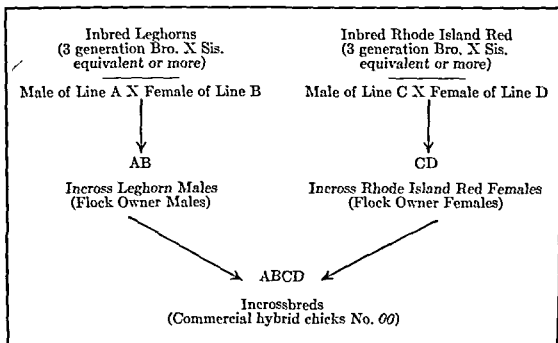 Inbred Leghorns
(3 generation Bro. X Sis.
equivalent or more)
Male of Line A X Female of Line B
AB
Incross Leghorn Males
(Flock Owner Males)
Inbred Rhode Island Red
(3 generation Bro. X Sis.
equivalent or more)
Male of Line C X Female of Line D
CD
Incross Rhode Island Red Females
(Flock Owner Females)
ABCD
Incrossbreds
(Commercial hybrid chicks No. 00)